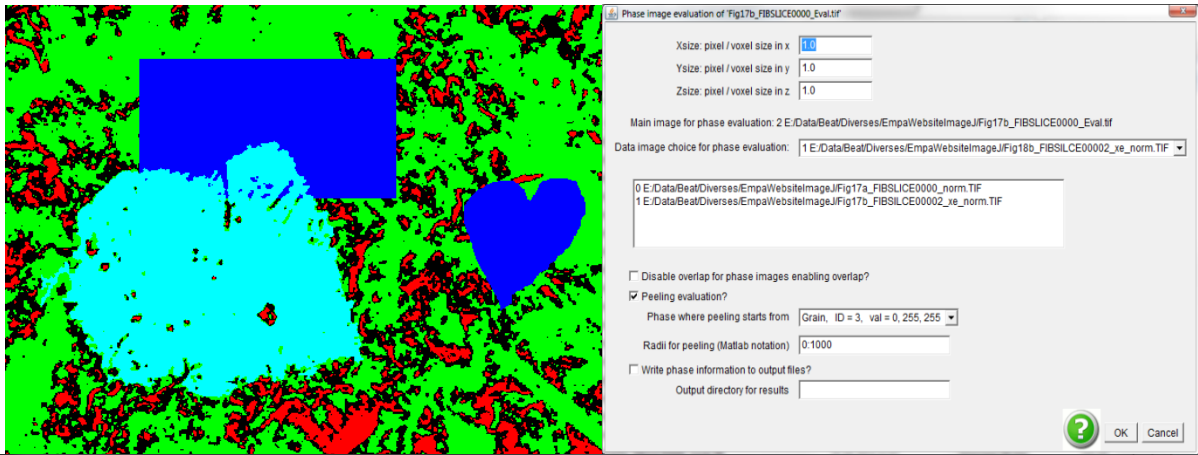 Phase image evaluation of 'Fig17b_FIBSLICE0000_Eval.tif'
Xsize: pixel / voxel size in x 1.0
Ysize: pixel / voxel size in y 1.0
Zsize: pixel / voxel size in z 1.0
Main image for phase evaluation: 2 E:/Data/Beat/Diverses/EmpaWebsiteImageJ/Fig17b_FIBSLICE0000_Eval.tif
Data image choice for phase evaluation: 1 E:/Data/Beat/Diverses/EmpaWebsiteImageJ/Fig18b_FIBSILCE00002_xe_norm.TIF
0 E:/Data/Beat/Diverses/EmpaWebsiteImageJ/Fig17a_FIBSLICE0000_norm.TIF
1 E:/Data/Beat/Diverses/EmpaWebsiteImageJ/Fig17b_FIBSLICE00002_xe_norm.TIF
Disable overlap for phase images enabling overlap?
Peeling evaluation?
Phase where peeling starts from Grain, ID = 3, val = 0, 255, 255
Radii for peeling (Matlab notation) 0:1000
Write phase information to output files?
Output directory for results
?
OK Cancel